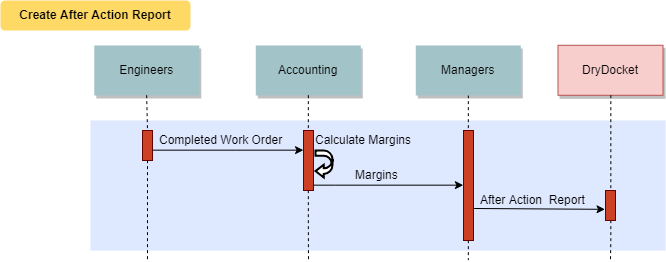 Create After Action Report
Engineers
Accounting
Managers
DryDocket
Completed Work Order
Calculate Margins
Margins
After Action Report